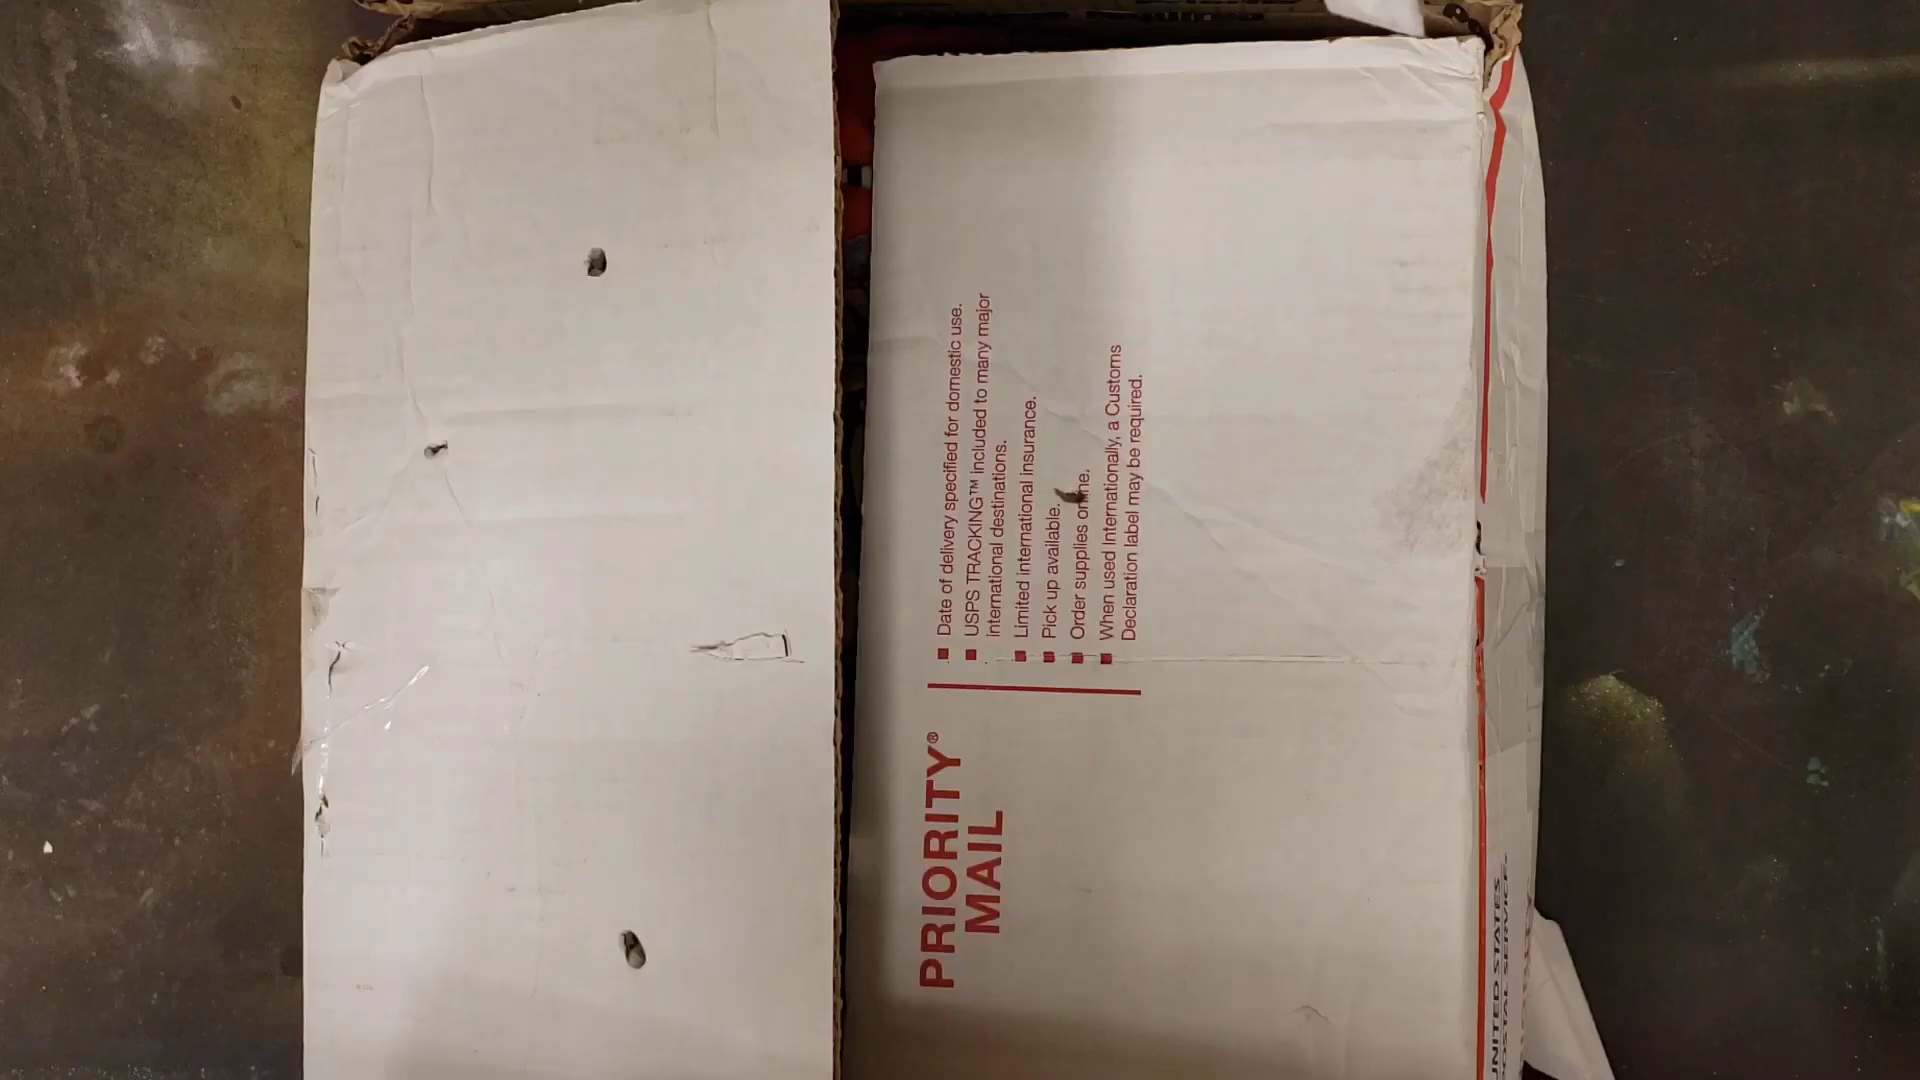 PRIORITY®
MAIL
■ Date of delivery specified for domestic use.
■ USPS TRACKING™ included to many major
international destinations.
■ Limited international insurance.
■ Pick up available.
■ Order supplies online.
■ When used internationally, a Customs
Declaration label may be required.
UNITED STATES
POSTAL SERVICE